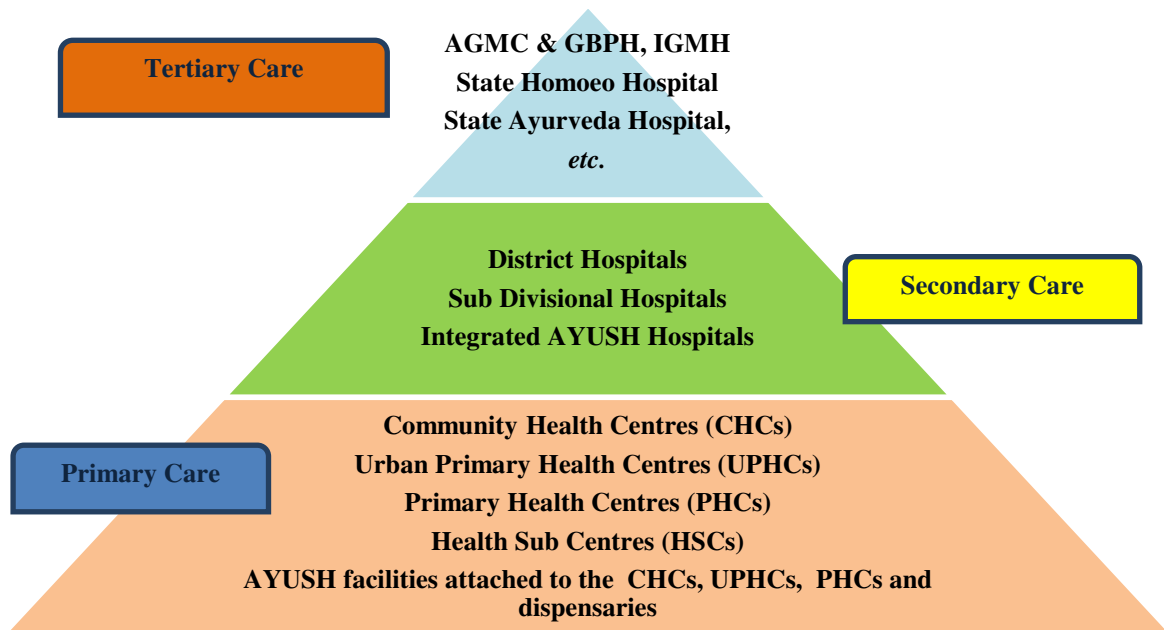 Tertiary Care
AGMC & GBPH, IGMH
State Homoeo Hospital
State Ayurveda Hospital,
etc.
District Hospitals
Sub Divisional Hospitals
Integrated AYUSH Hospitals
Secondary Care
Community Health Centres (CHCs)
Urban Primary Health Centres (UPHCs)
Primary Health Centres (PHCs)
Health Sub Centres (HSCs)
AYUSH facilities attached to the CHCs, UPHCs, PHCs and
dispensaries
Primary Care